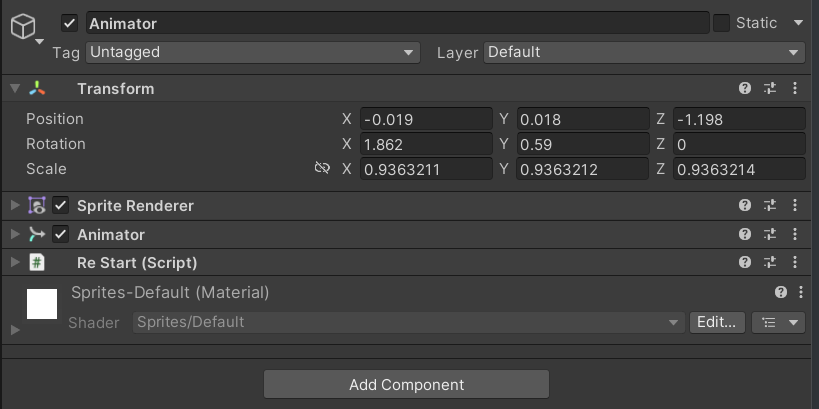 Animator Static
Tag Untagged Layer Default
Transform
Position X -0.019 Y 0.018 Z -1.198
Rotation X 1.862 Y 0.59 Z 0
Scale X 0.9363211 Y 0.9363212 Z 0.9363214
Sprite Renderer
Animator
# Re Start (Script)
Sprites-Default (Material)
Shader Sprites/Default Edit...
Add Component